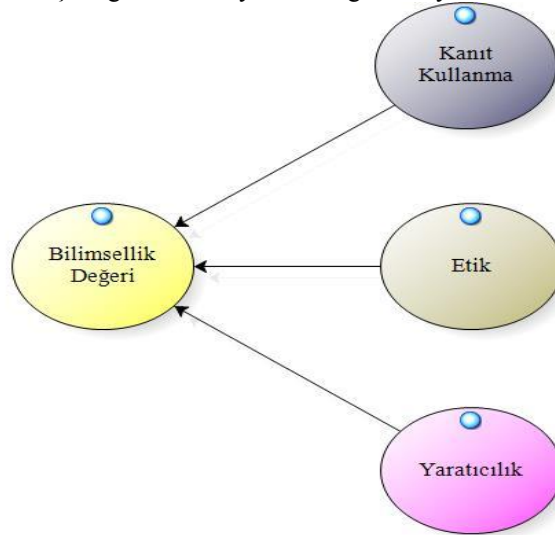 Kanıt
Kullanma
Bilimsellik
Değeri
Etik
Yaratıcılık